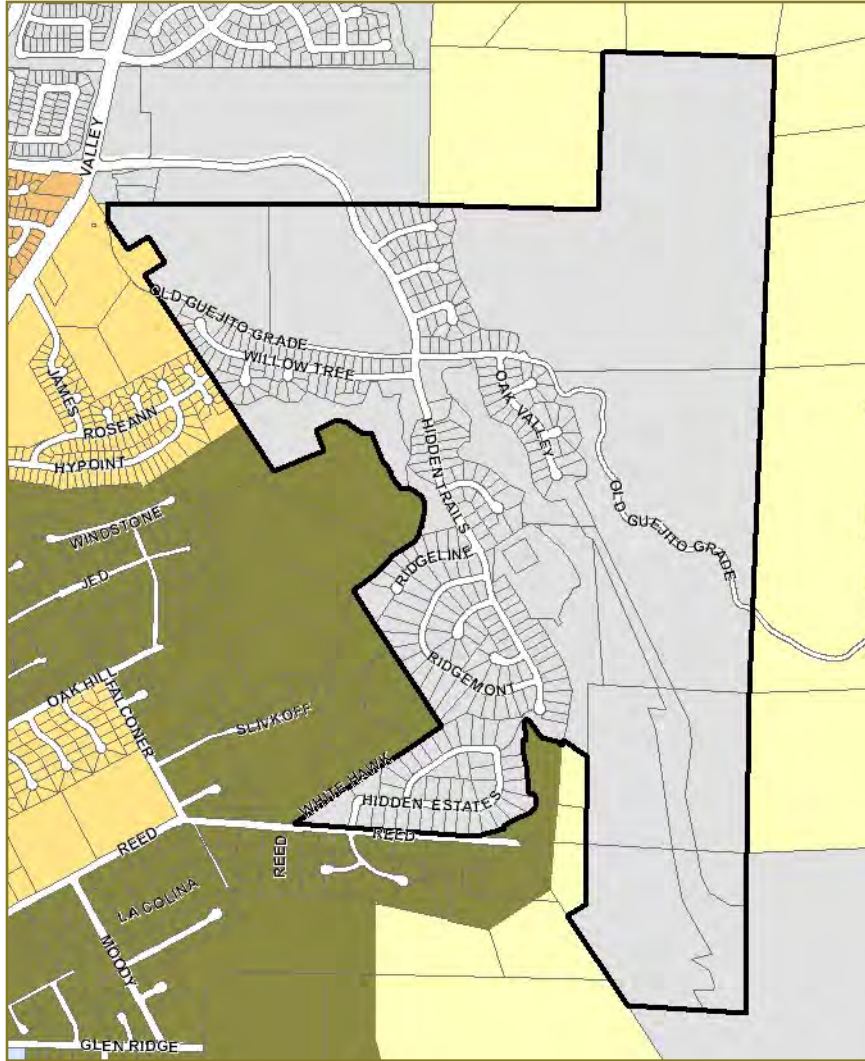 VALLEY
OLD GUEJITO GRADE
WILLOW TREE
JAMES
OAK VALLEY
ROSEANN
HIDDEN TRAILS
HYPOINT
OLD GUEJITO GRADE
WINDSTONE
RIDGELINE
JED
RIDGEMONT
OAK HILL
FALCONER
SLIVKOFF
WHITE HAWK
HIDDEN ESTATES
REED
REED
REED
LA COLINA
MOODY
GLEN RIDGE